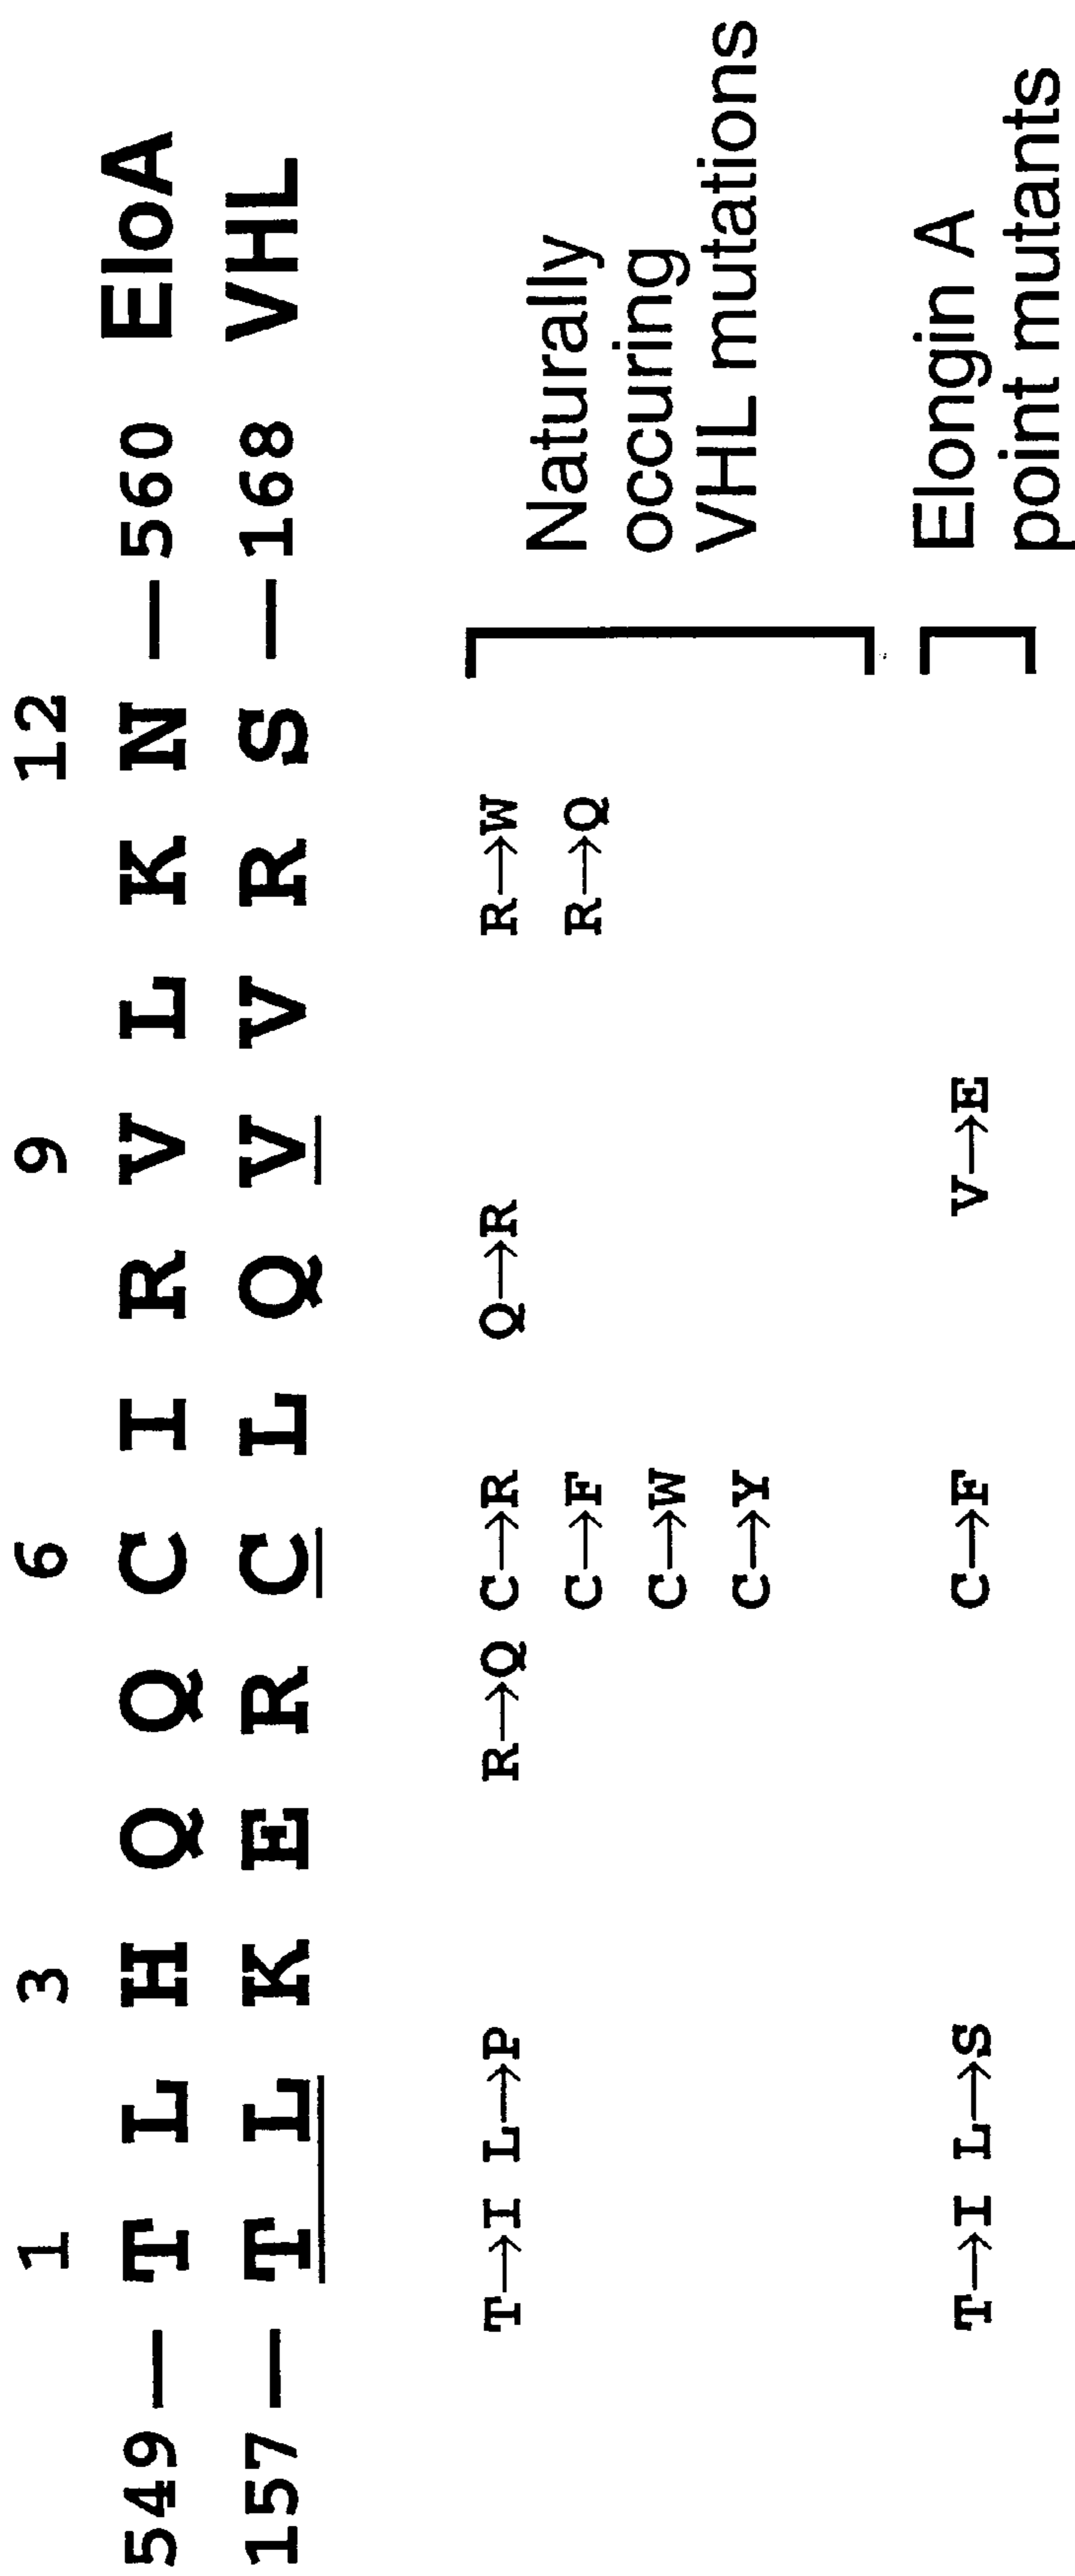 1 3 6 9 12
549 — T L H Q Q C I R V L K N — 560 EloA
157 — T L K E R C L Q V V R S — 168 VHL
T→I L→P R→Q C→R Q→R R→W
C→F R→Q
C→W
C→Y
Naturally
occuring
VHL mutations
T→I L→S C→F V→E
Elongin A
point mutants